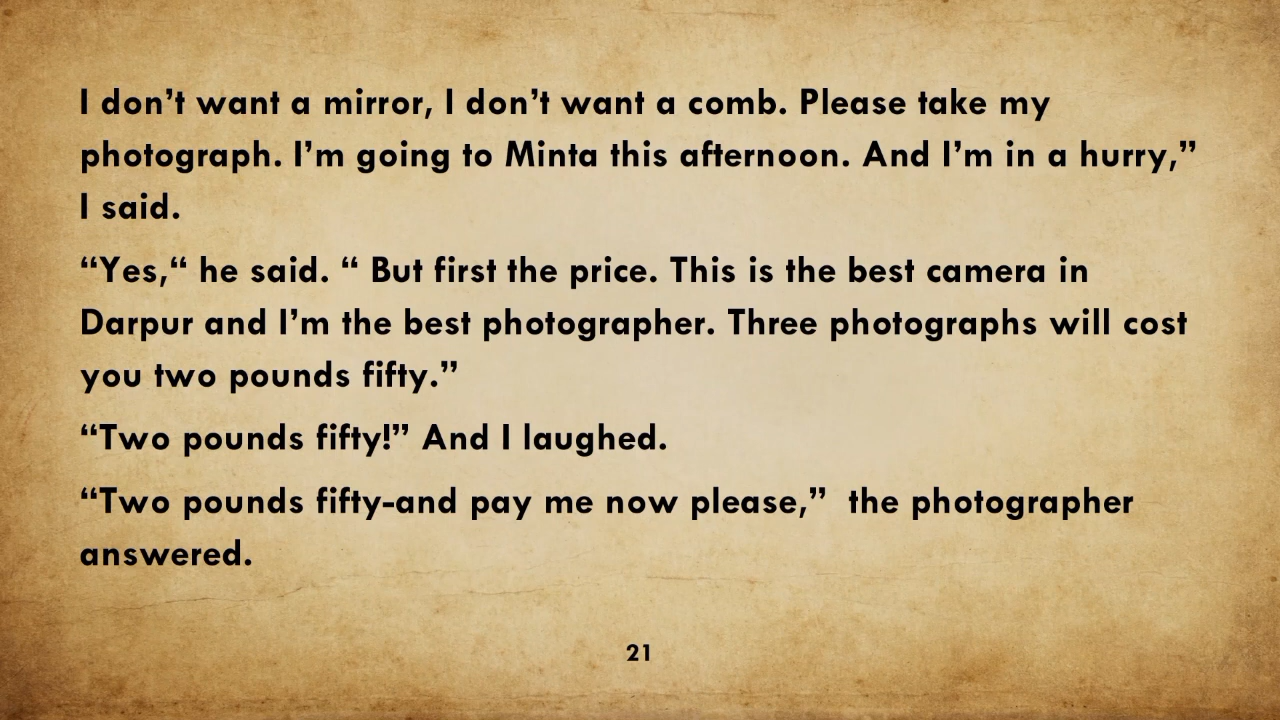 I don’t want a mirror, I don’t want a comb. Please take my
photograph. I’m going to Minta this afternoon. And I’m in a hurry,”
I said.
“Yes,“ he said. “ But first the price. This is the best camera in
Darpur and I’m the best photographer. Three photographs will cost
you two pounds fifty.”
“Two pounds fifty!” And I laughed.
“Two pounds fifty-and pay me now please,”  the photographer
answered.
21